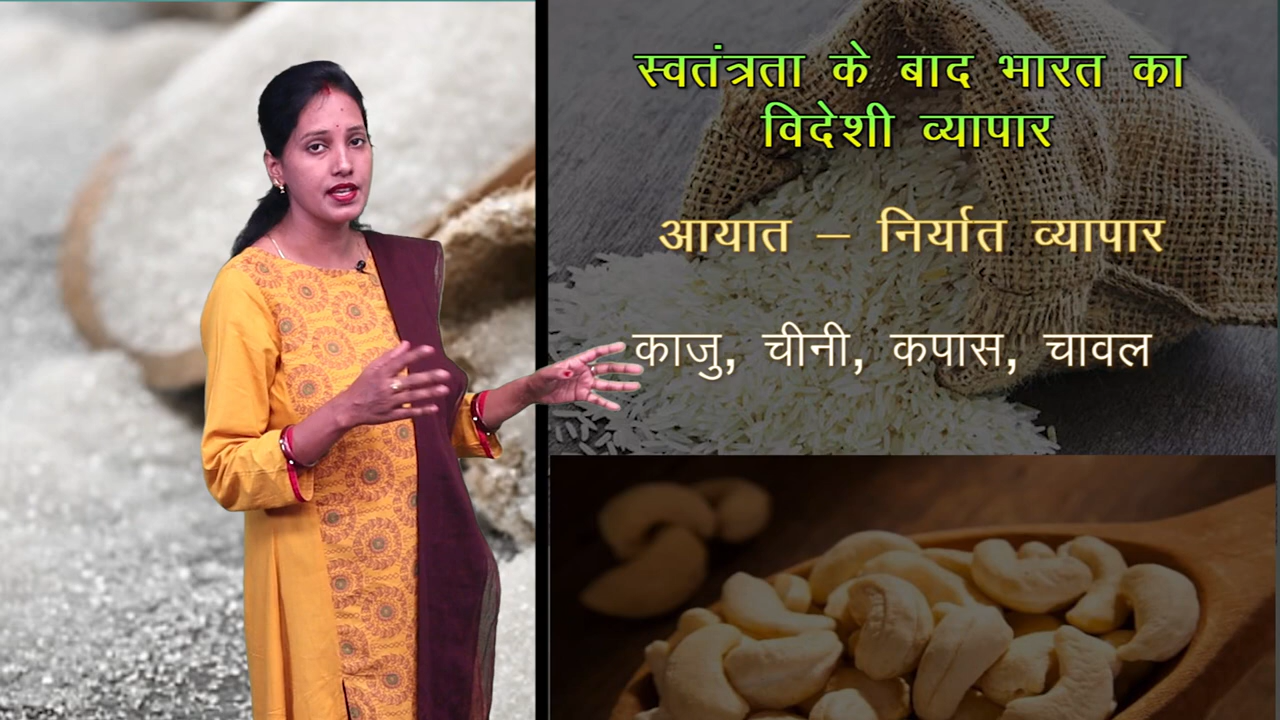 स्वतंत्रता के बाद भारत का
विदेशी व्यापार
आयात – निर्यात व्यापार
काजु, चीनी, कपास, चावल